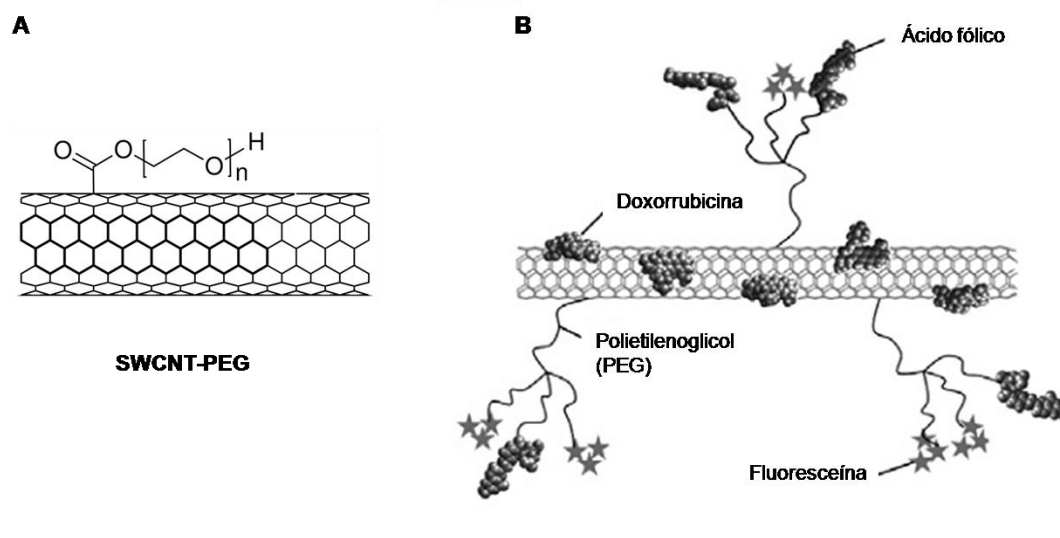 A
B
Ácido fólico
O
O
O
H
n
Doxorrubicina
SWCNT-PEG
Polietilenoglicol
(PEG)
Fluoresceína